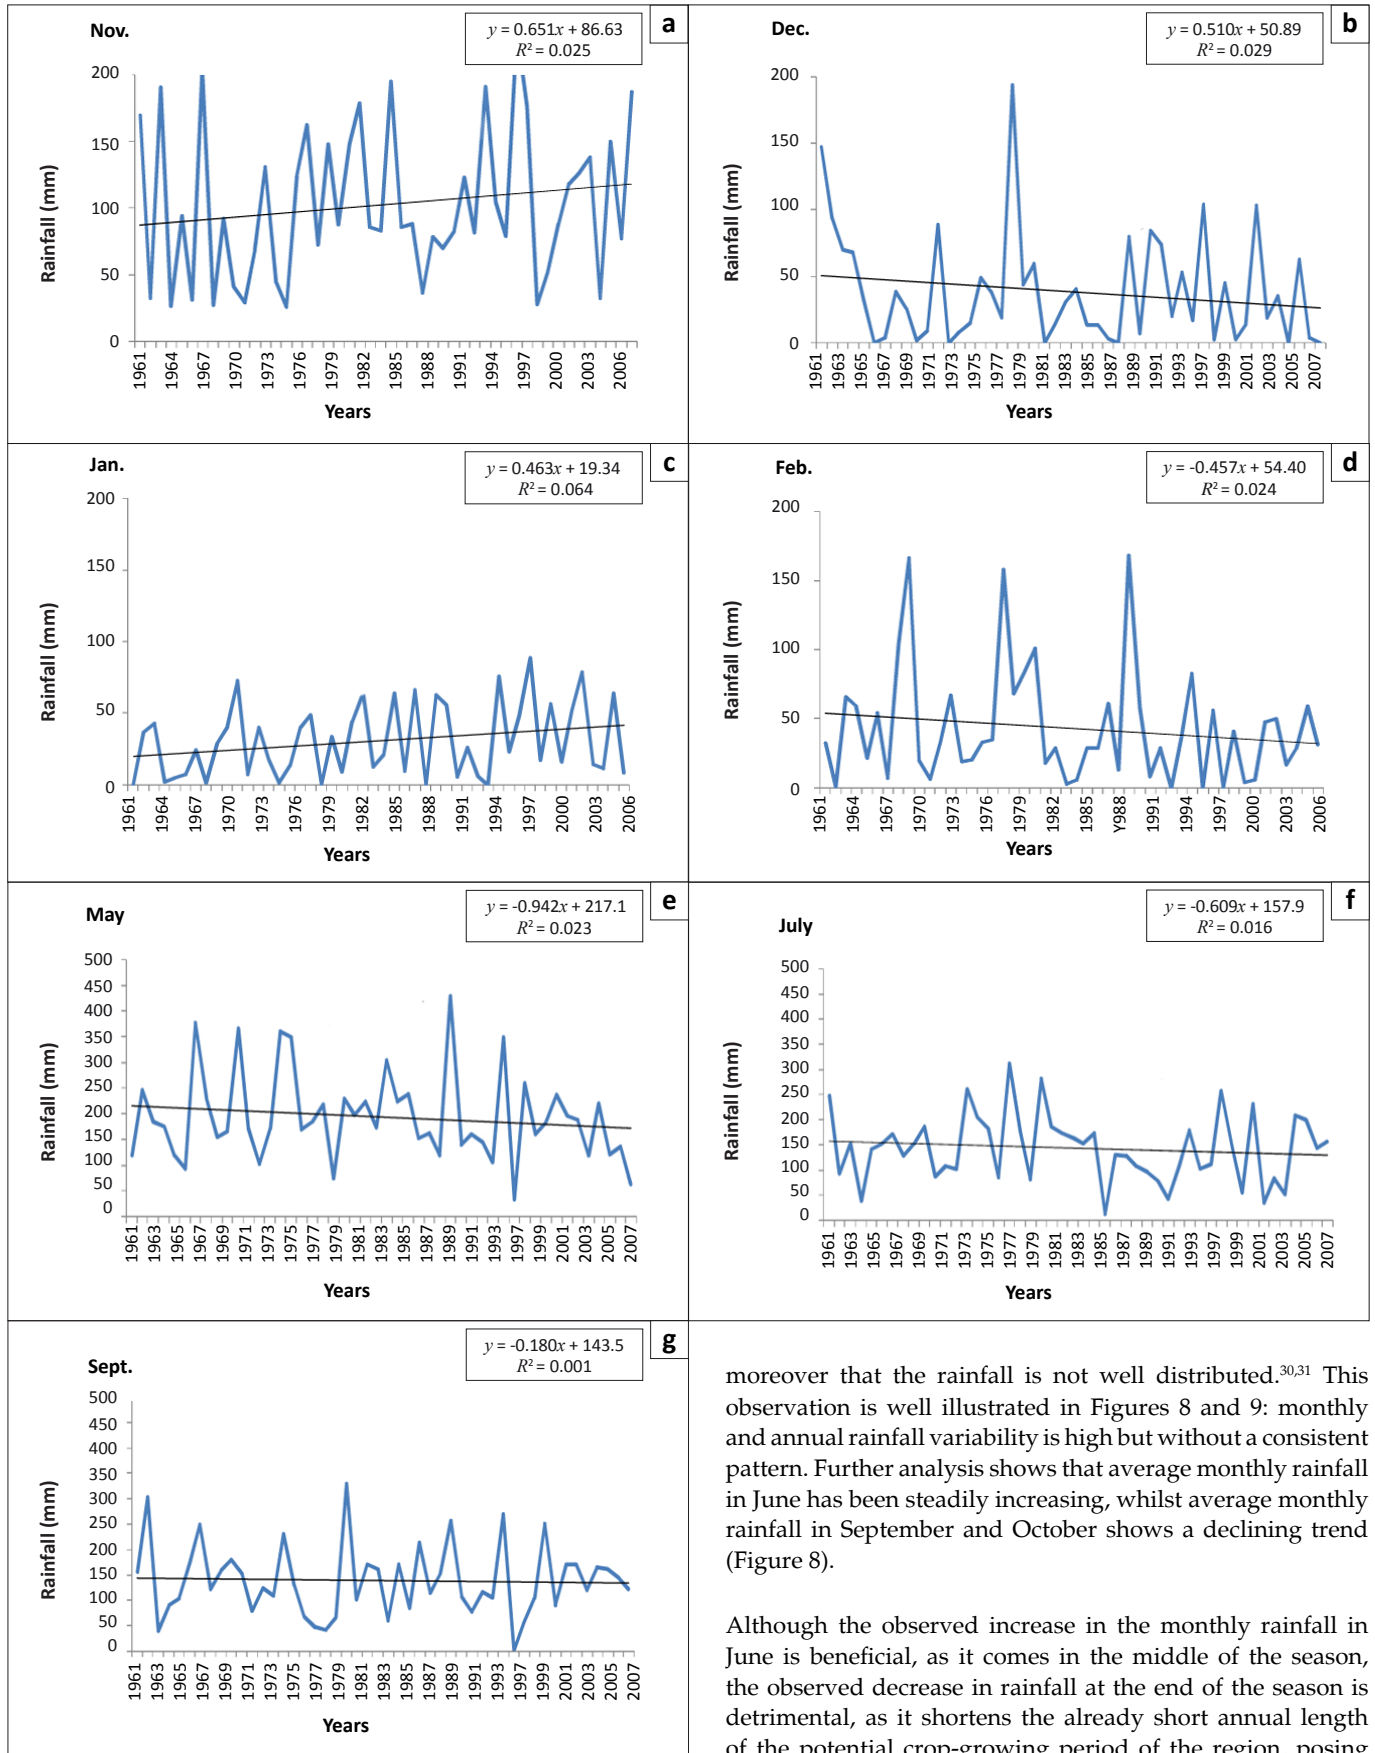 Nov.
y = 0.651x + 86.63
R² = 0.025
a
Rainfall (mm)
200
150
100
50
0
1961 1964 1967 1970 1973 1976 1979 1982 1985 1988 1991 1994 1997 2000 2003 2006
Years
Dec.
y = 0.510x + 50.89
R² = 0.029
b
Rainfall (mm)
200
150
100
50
0
1961 1963 1965 1967 1969 1971 1973 1975 1977 1979 1981 1983 1985 1987 1989 1991 1993 1995 1997 1999 2001 2003 2005 2007
Years
Jan.
y = 0.463x + 19.34
R² = 0.064
c
Rainfall (mm)
200
150
100
50
0
1961 1964 1967 1970 1973 1976 1979 1982 1985 1988 1991 1994 1997 2000 2003 2006
Years
Feb.
y = -0.457x + 54.40
R² = 0.024
d
Rainfall (mm)
200
150
100
50
0
1961 1964 1967 1970 1973 1976 1979 1982 1985 Y988 1991 1994 1997 2000 2003 2006
Years
May
y = -0.942x + 217.1
R² = 0.023
e
Rainfall (mm)
500
450
400
350
300
250
200
150
100
50
0
1961 1963 1965 1967 1969 1971 1973 1975 1977 1979 1981 1983 1985 1987 1989 1991 1993 1995 1997 1999 2001 2003 2005 2007
Years
July
y = -0.609x + 157.9
R² = 0.016
f
Rainfall (mm)
500
450
400
350
300
250
200
150
100
50
0
1961 1963 1965 1967 1969 1971 1973 1975 1977 1979 1981 1983 1985 1987 1991 1993 1995 1997 1999 2001 2003 2005 2007
Years
Sept.
y = -0.180x + 143.5
R² = 0.001
g
Rainfall (mm)
500
450
400
350
300
250
200
150
100
50
0
1961 1963 1965 1967 1969 1971 1973 1975 1977 1979 1981 1983 1985 1987 1989 1991 1993 1995 1997 1999 2001 2003 2005 2007
Years
moreover that the rainfall is not well distributed.30,31 This
observation is well illustrated in Figures 8 and 9: monthly
and annual rainfall variability is high but without a consistent
pattern. Further analysis shows that average monthly rainfall
in June has been steadily increasing, whilst average monthly
rainfall in September and October shows a declining trend
(Figure 8).
Although the observed increase in the monthly rainfall in
June is beneficial, as it comes in the middle of the season,
the observed decrease in rainfall at the end of the season is
detrimental, as it shortens the already short annual length
of the potential crop-growing period of the region, posing